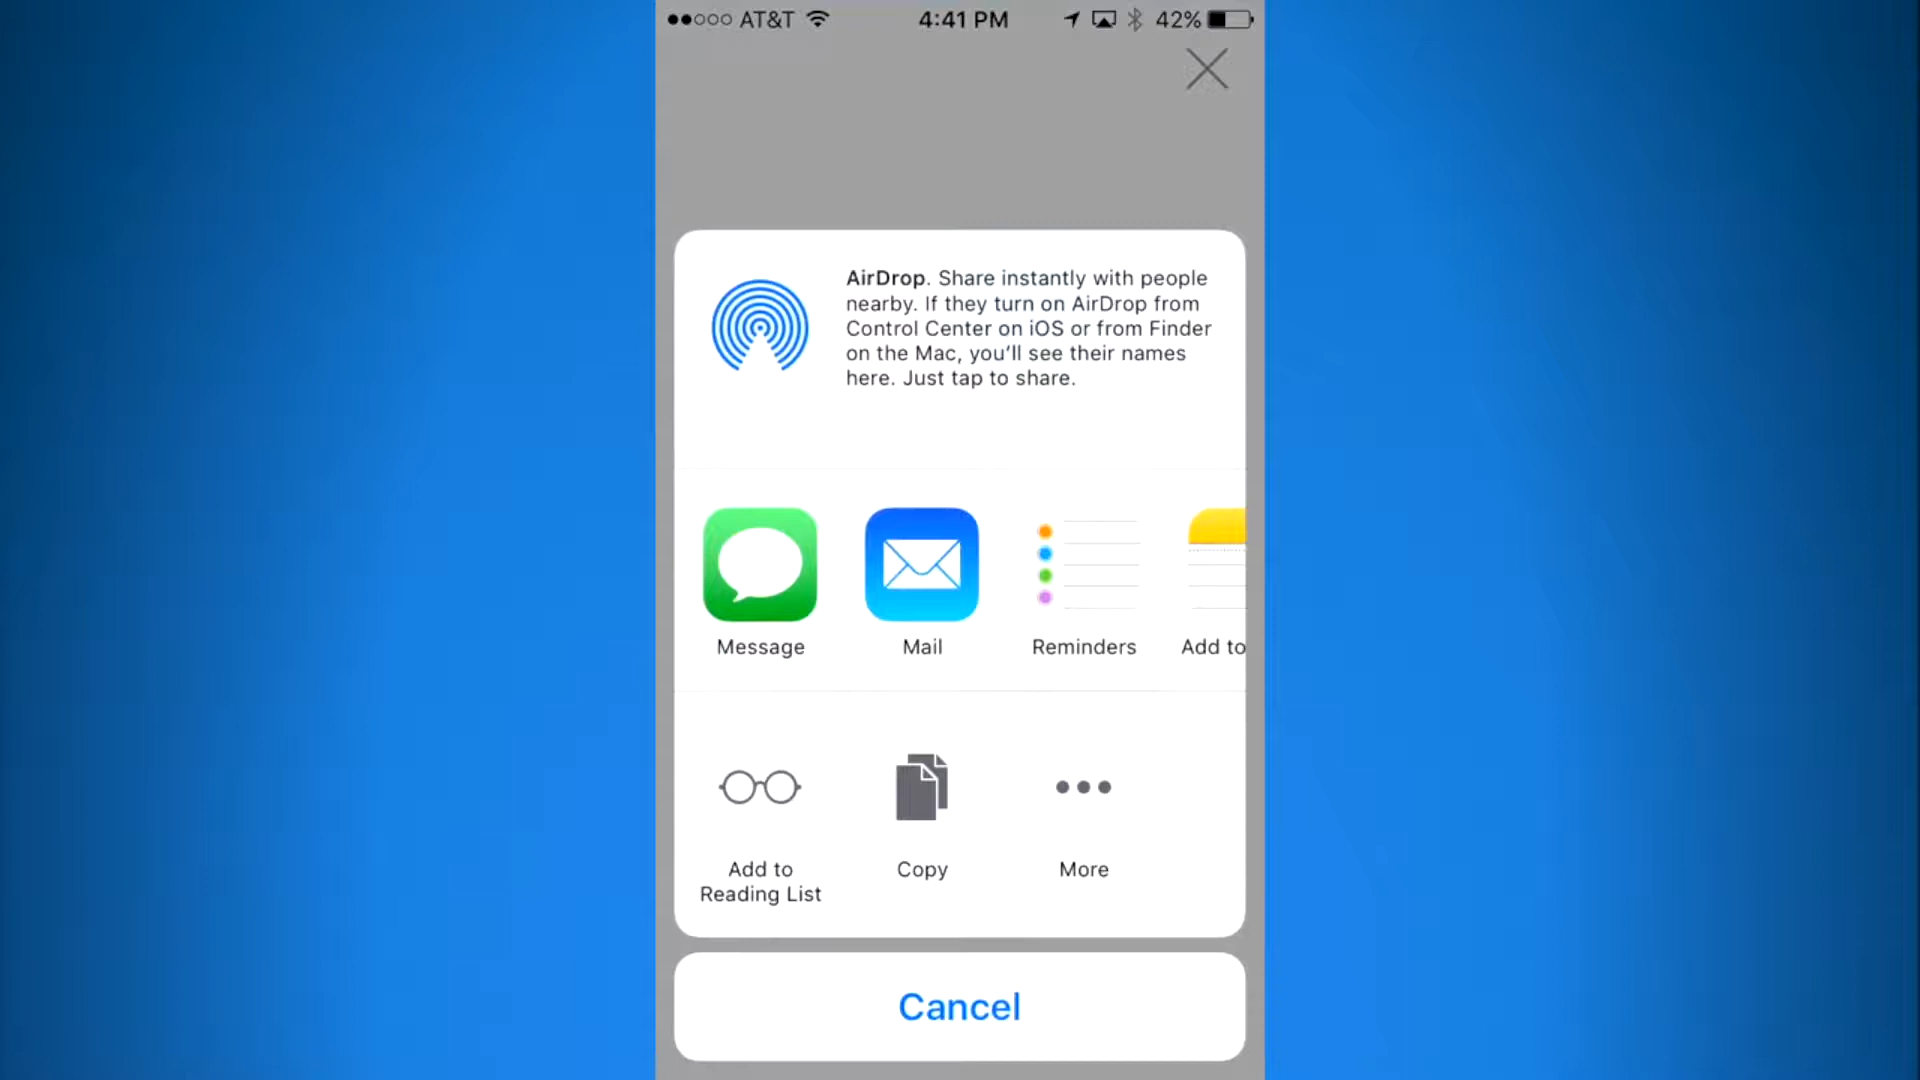 AT&T 4:41 PM 42%
AirDrop. Share instantly with people
nearby. If they turn on AirDrop from
Control Center on iOS or from Finder
on the Mac, you'll see their names
here. Just tap to share.
Message Mail Reminders Add to
Add to
Reading List
Copy
More
Cancel